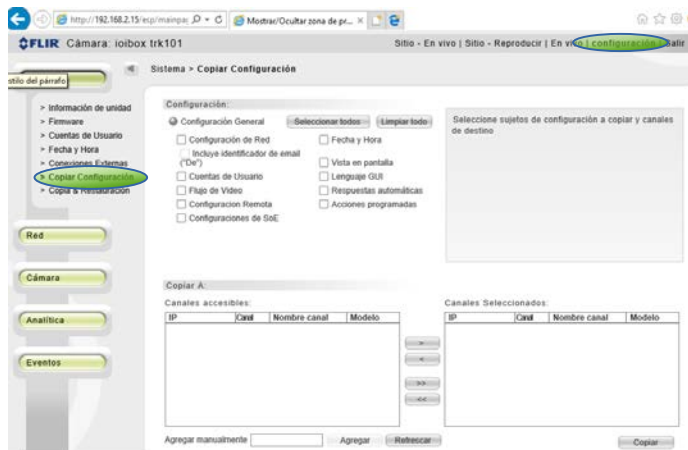 http://192.168.2.15/ecp/mainpa
Mostrar/Ocultar zona de pr...
FLIR Cámara: ioibox trk101
Sitio - En vivo | Sitio - Reproducir | En vivo | configuración | Salir
stilo del párrafo
Sistema > Copiar Configuración
> Información de unidad
> Firmware
> Cuentas de Usuario
> Fecha y Hora
> Conexiones Externas
> Copiar Configuración
> Copia & Restauración
Red
Cámara
Analítica
Eventos
Configuración:
Configuración General
Seleccionar todos
Limpiar todo
Configuración de Red
Fecha y Hora
Incluye identificador de email ("De")
Vista en pantalla
Cuentas de Usuario
Lenguaje GUI
Flujo de Video
Respuestas automáticas
Configuracion Remota
Acciones programadas
Configuraciones de SoE
Seleccione sujetos de configuración a copiar y canales
de destino
Copiar A:
Canales accesibles:
IP Canal Nombre canal Modelo
>
<
>>
<<
Canales Seleccionados:
IP Canal Nombre canal Modelo
Agregar manualmente
Agregar
Refrescar
Copiar